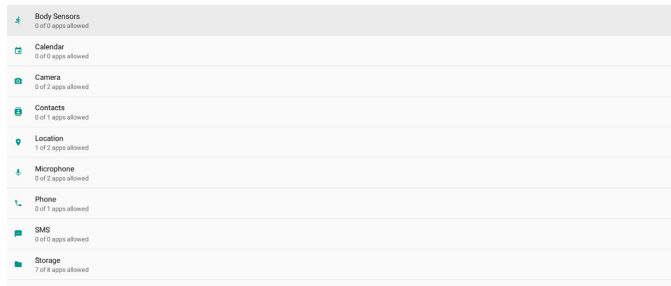 Body Sensors
0 of 0 apps allowed
Calendar
0 of 0 apps allowed
Camera
0 of 2 apps allowed
Contacts
0 of 1 apps allowed
Location
1 of 2 apps allowed
Microphone
0 of 2 apps allowed
Phone
0 of 1 apps allowed
SMS
0 of 0 apps allowed
Storage
7 of 8 apps allowed